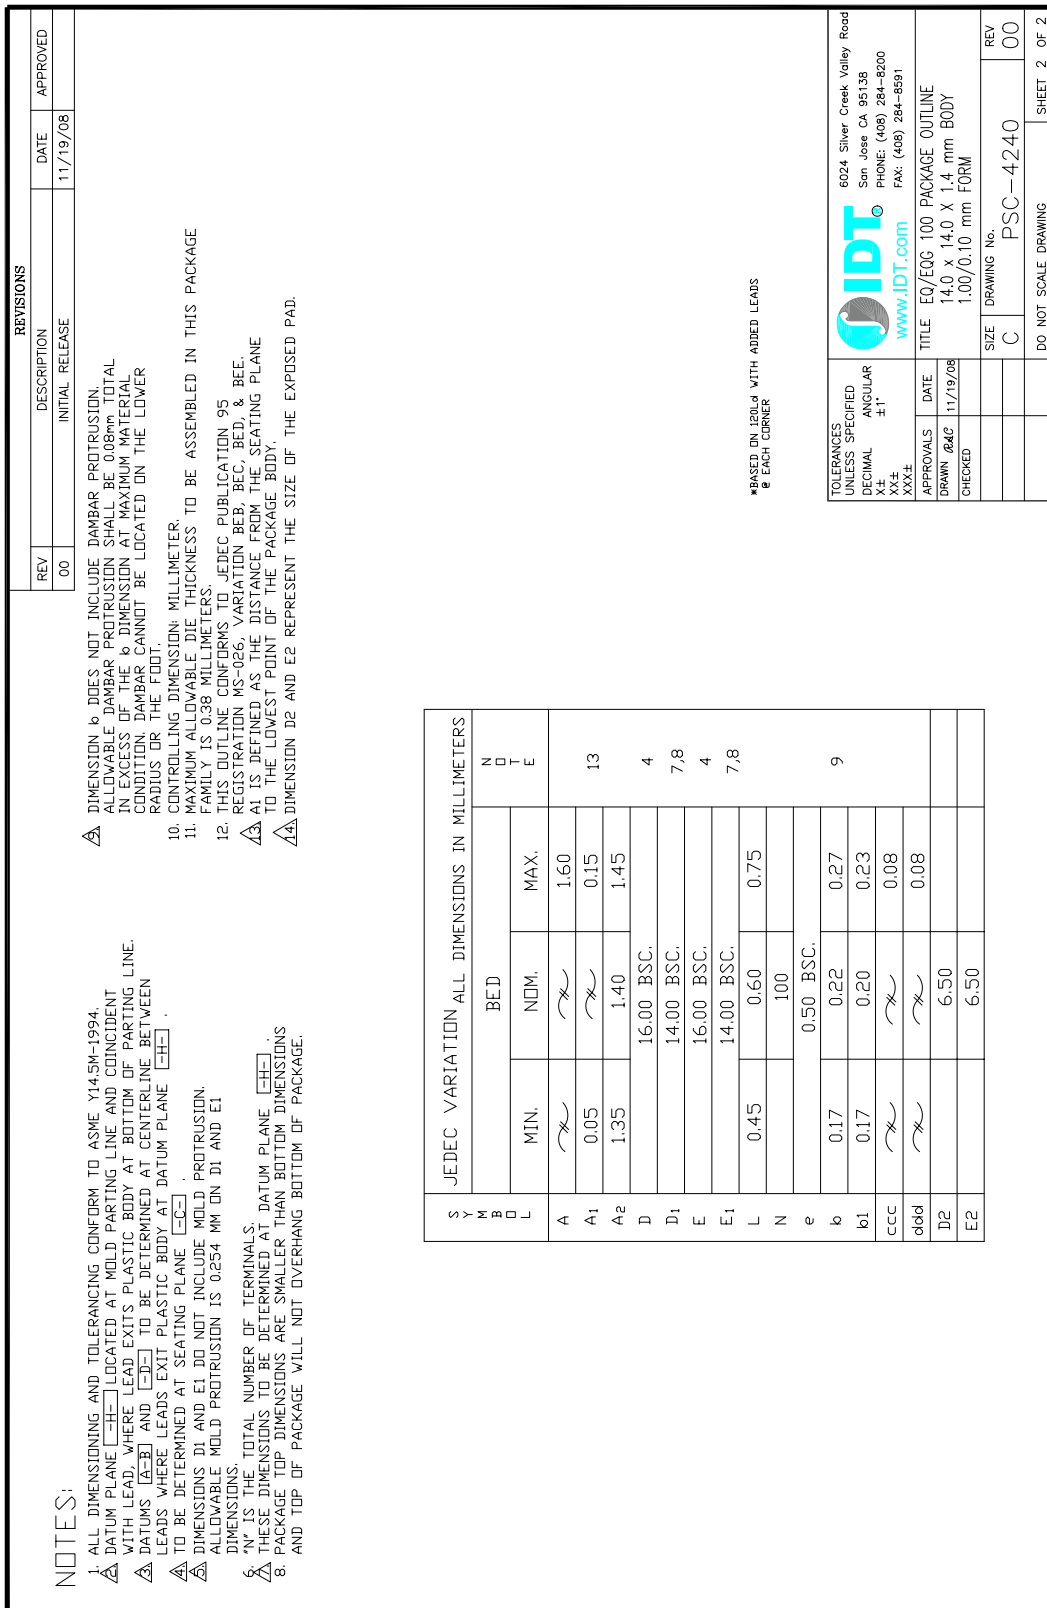 REVISIONS
REV DESCRIPTION DATE APPROVED
00 INITIAL RELEASE 11/19/08
NOTES:
1. ALL DIMENSIONING AND TOLERANCING CONFORM TO ASME Y14.5M-1994.
2. DATUM PLANE -H- LOCATED AT MOLD PARTING LINE AND COINCIDENT
WITH LEAD, WHERE LEAD EXITS PLASTIC BODY AT BOTTOM OF PARTING LINE.
3. DATUMS A-B AND -D- TO BE DETERMINED AT CENTERLINE BETWEEN
LEADS WHERE LEADS EXIT PLASTIC BODY AT DATUM PLANE -H- .
4. TO BE DETERMINED AT SEATING PLANE -C- .
5. DIMENSIONS D1 AND E1 DO NOT INCLUDE MOLD PROTRUSION.
ALLOWABLE MOLD PROTRUSION IS 0.254 MM ON D1 AND E1
DIMENSIONS.
6. "N" IS THE TOTAL NUMBER OF TERMINALS.
7. THESE DIMENSIONS TO BE DETERMINED AT DATUM PLANE -H- .
8. PACKAGE TOP DIMENSIONS ARE SMALLER THAN BOTTOM DIMENSIONS
AND TOP OF PACKAGE WILL NOT OVERHANG BOTTOM OF PACKAGE.
9. DIMENSION b DOES NOT INCLUDE DAMBAR PROTRUSION.
ALLOWABLE DAMBAR PROTRUSION SHALL BE 0.08mm TOTAL
IN EXCESS OF THE b DIMENSION AT MAXIMUM MATERIAL
CONDITION. DAMBAR CANNOT BE LOCATED ON THE LOWER
RADIUS OR THE FOOT.
10. CONTROLLING DIMENSION: MILLIMETER.
11. MAXIMUM ALLOWABLE DIE THICKNESS TO BE ASSEMBLED IN THIS PACKAGE
FAMILY IS 0.38 MILLIMETERS.
12. THIS OUTLINE CONFORMS TO JEDEC PUBLICATION 95
REGISTRATION MS-026, VARIATION BEB, BEC, BED, & BEE.
13. A1 IS DEFINED AS THE DISTANCE FROM THE SEATING PLANE
TO THE LOWEST POINT OF THE PACKAGE BODY.
14. DIMENSION D2 AND E2 REPRESENT THE SIZE OF THE EXPOSED PAD.
SYMBOL JEDEC VARIATION ALL DIMENSIONS IN MILLIMETERS
BED NOTE
MIN. NOM. MAX.
A 1.60
A1 0.05 0.15 13
A2 1.35 1.40 1.45
D 16.00 BSC. 4
D1 14.00 BSC. 7,8
E 16.00 BSC. 4
E1 14.00 BSC. 7,8
L 0.45 0.60 0.75
N 100
e 0.50 BSC.
b 0.17 0.22 0.27 9
b1 0.17 0.20 0.23
ccc 0.08
ddd 0.08
D2 6.50
E2 6.50
*BASED ON 120Ld WITH ADDED LEADS
@ EACH CORNER
TOLERANCES
UNLESS SPECIFIED
DECIMAL ANGULAR
X± ±1°
XX±
XXX±
IDT ®
www.IDT.com
6024 Silver Creek Valley Road
San Jose CA 95138
PHONE: (408) 284-8200
FAX: (408) 284-8591
APPROVALS DATE
DRAWN 11/19/08
CHECKED
TITLE EQ/EQG 100 PACKAGE OUTLINE
14.0 x 14.0 X 1.4 mm BODY
1.00/0.10 mm FORM
SIZE DRAWING No. REV
C PSC-4240 00
DO NOT SCALE DRAWING SHEET 2 OF 2